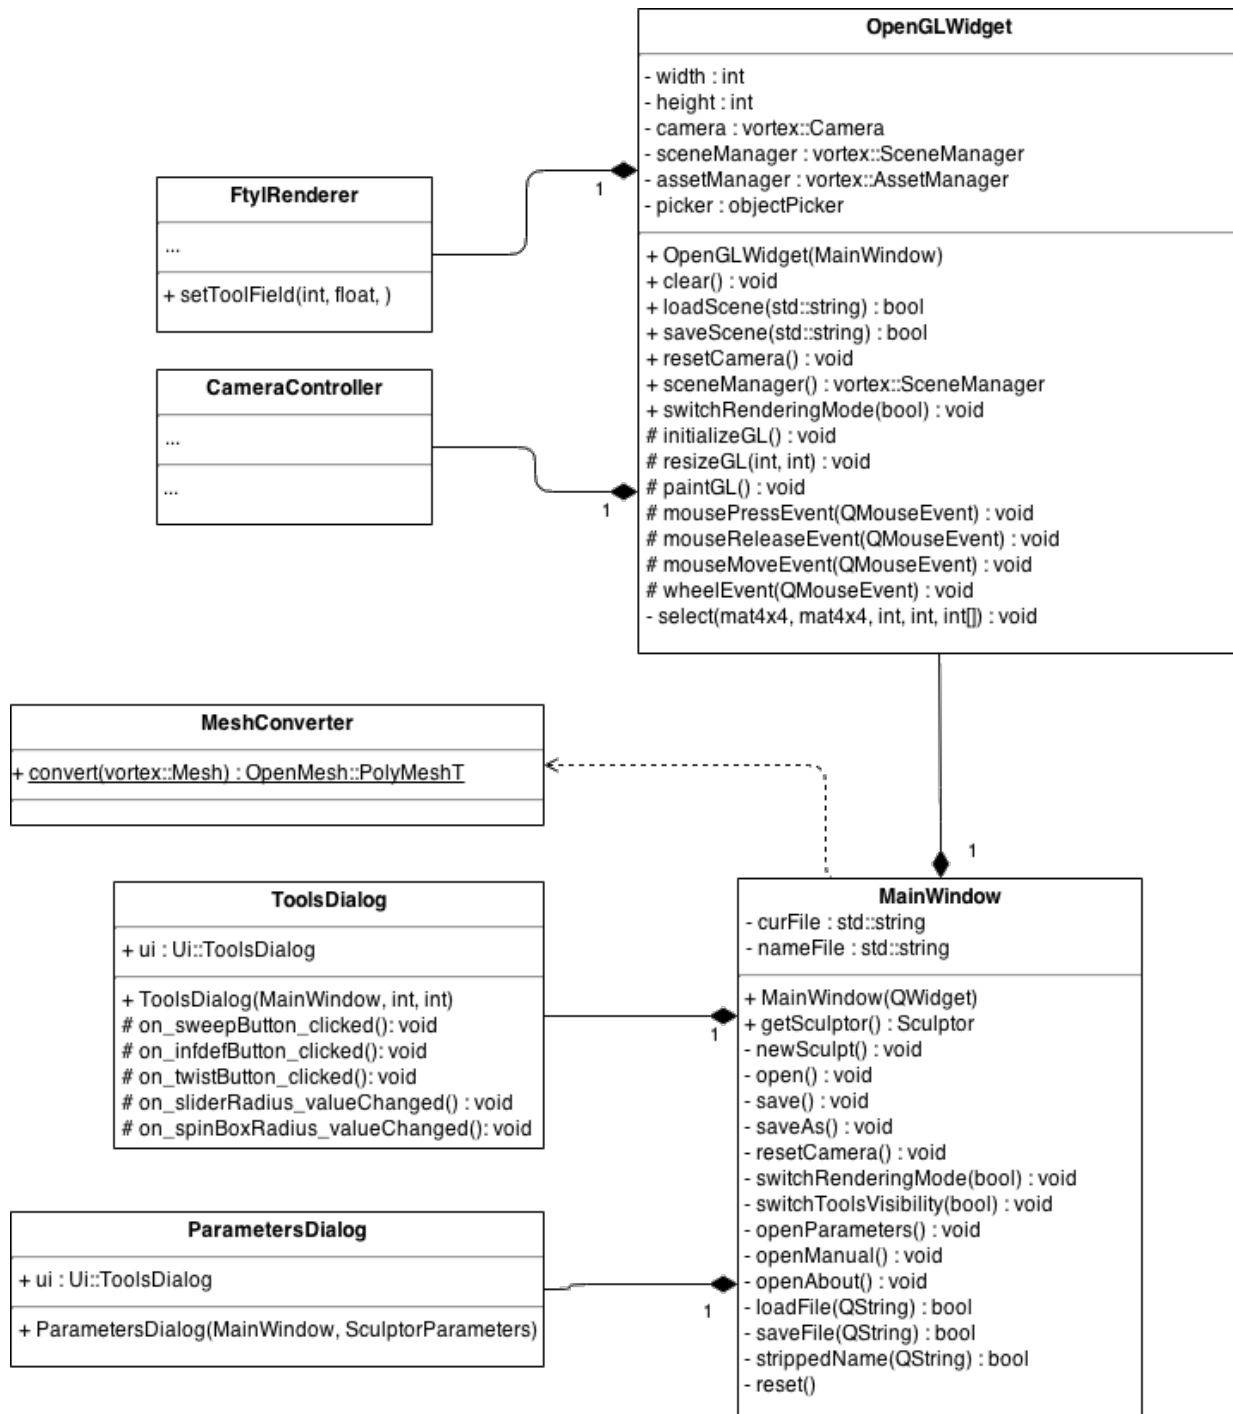 OpenGLWidget
- width : int
- height : int
- camera : vortex::Camera
- sceneManager : vortex::SceneManager
- assetManager : vortex::AssetManager
- picker : objectPicker
+ OpenGLWidget(MainWindow)
+ clear() : void
+ loadScene(std::string) : bool
+ saveScene(std::string) : bool
+ resetCamera() : void
+ sceneManager() : vortex::SceneManager
+ switchRenderingMode(bool) : void
# initializeGL() : void
# resizeGL(int, int) : void
# paintGL() : void
# mousePressEvent(QMouseEvent) : void
# mouseReleaseEvent(QMouseEvent) : void
# mouseMoveEvent(QMouseEvent) : void
# wheelEvent(QMouseEvent) : void
- select(mat4x4, mat4x4, int, int, int[]) : void
1
FtylRenderer
...
+ setToolField(int, float, )
CameraController
...
...
1
MeshConverter
+ convert(vortex::Mesh) : OpenMesh::PolyMeshT
1
ToolsDialog
+ ui : Ui::ToolsDialog
+ ToolsDialog(MainWindow, int, int)
# on_sweepButton_clicked(): void
# on_infdefButton_clicked(): void
# on_twistButton_clicked(): void
# on_sliderRadius_valueChanged() : void
# on_spinBoxRadius_valueChanged(): void
1
MainWindow
- curFile : std::string
- nameFile : std::string
+ MainWindow(QWidget)
+ getSculptor() : Sculptor
- newSculpt() : void
- open() : void
- save() : void
- saveAs() : void
- resetCamera() : void
- switchRenderingMode(bool) : void
- switchToolsVisibility(bool) : void
- openParameters() : void
- openManual() : void
- openAbout() : void
- loadFile(QString) : bool
- saveFile(QString) : bool
- strippedName(QString) : bool
- reset()
ParametersDialog
+ ui : Ui::ToolsDialog
+ ParametersDialog(MainWindow, SculptorParameters)
1